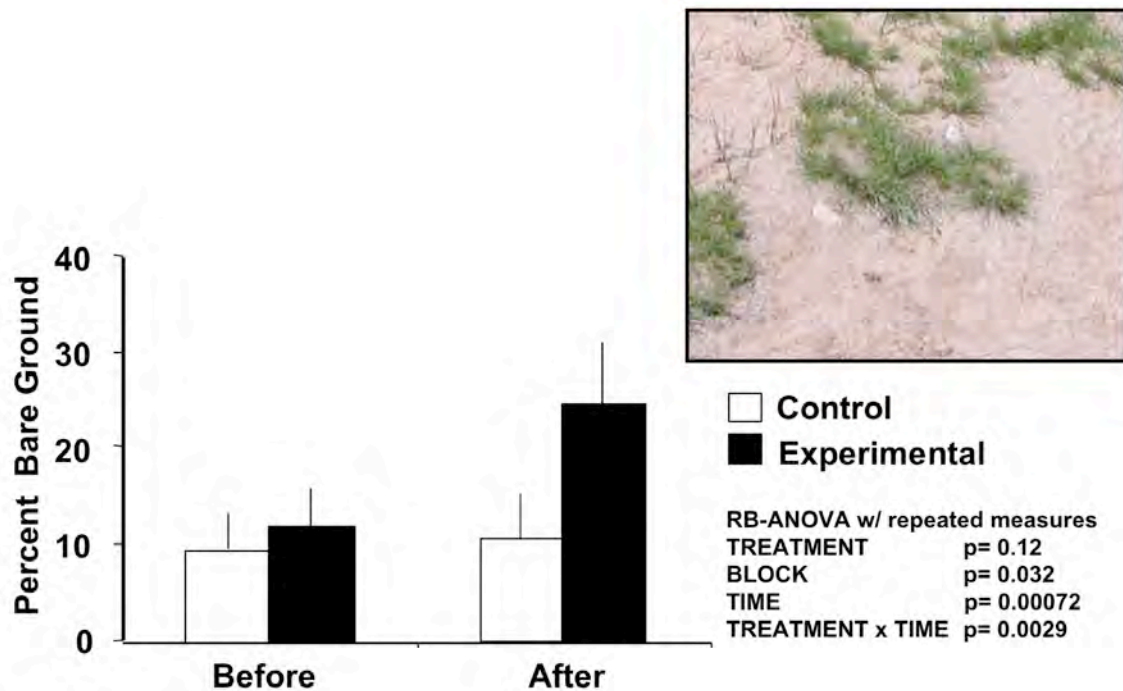 Percent Bare Ground
40
30
20
10
0
Before
After
Control
Experimental
RB-ANOVA w/ repeated measures
TREATMENT p= 0.12
BLOCK p= 0.032
TIME p= 0.00072
TREATMENT x TIME p= 0.0029